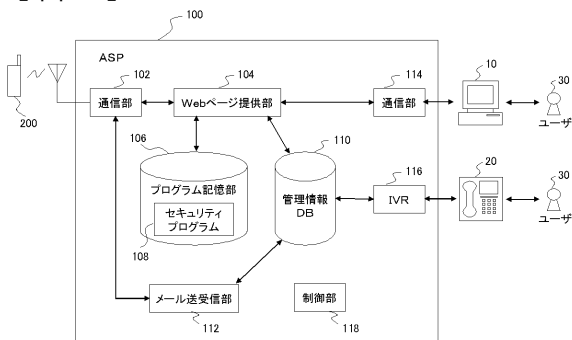 100
ASP
102
104
114
10
30
通信部
Webページ提供部
通信部
200
ユーザ
106
110
116
20
30
プログラム記憶部
管理情報
DB
IVR
セキュリティ
プログラム
108
ユーザ
メール送受信部
制御部
112
118